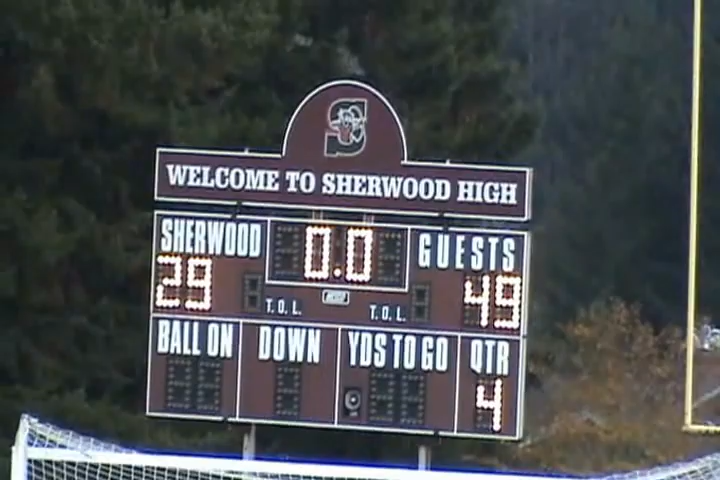 S
WELCOME TO SHERWOOD HIGH
SHERWOOD 0.0 GUESTS
29 49
T.O.L. T.O.L.
BALL ON DOWN YDS TO GO QTR
4